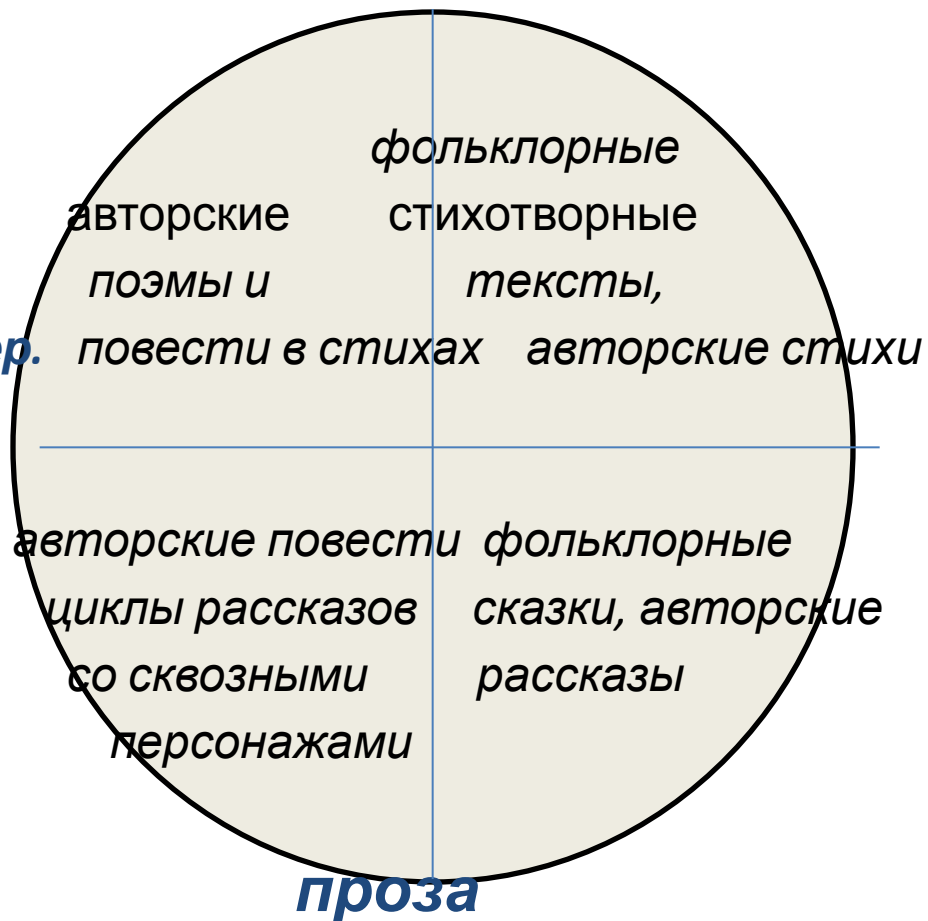 фольклорные
авторские стихотворные
поэмы и тексты,
ер. повести в стихах авторские стихи
авторские повести фольклорные
циклы рассказов сказки, авторские
со сквозными рассказы
персонажами
проза